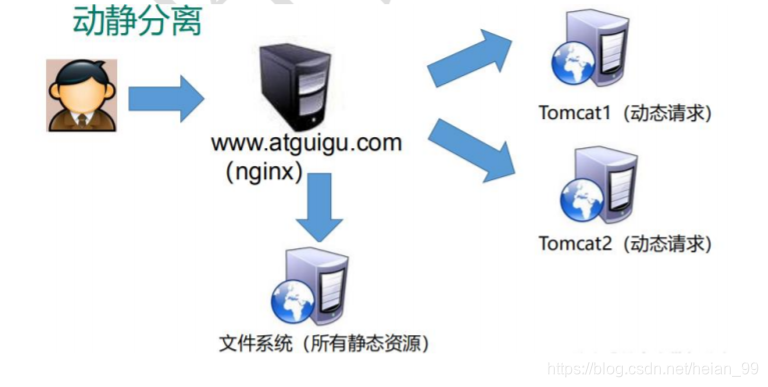 动静分离
www.atguigu.com
（nginx）
Tomcat1（动态请求）
Tomcat2（动态请求）
文件系统（所有静态资源）
https://blog.csdn.net/heian_99